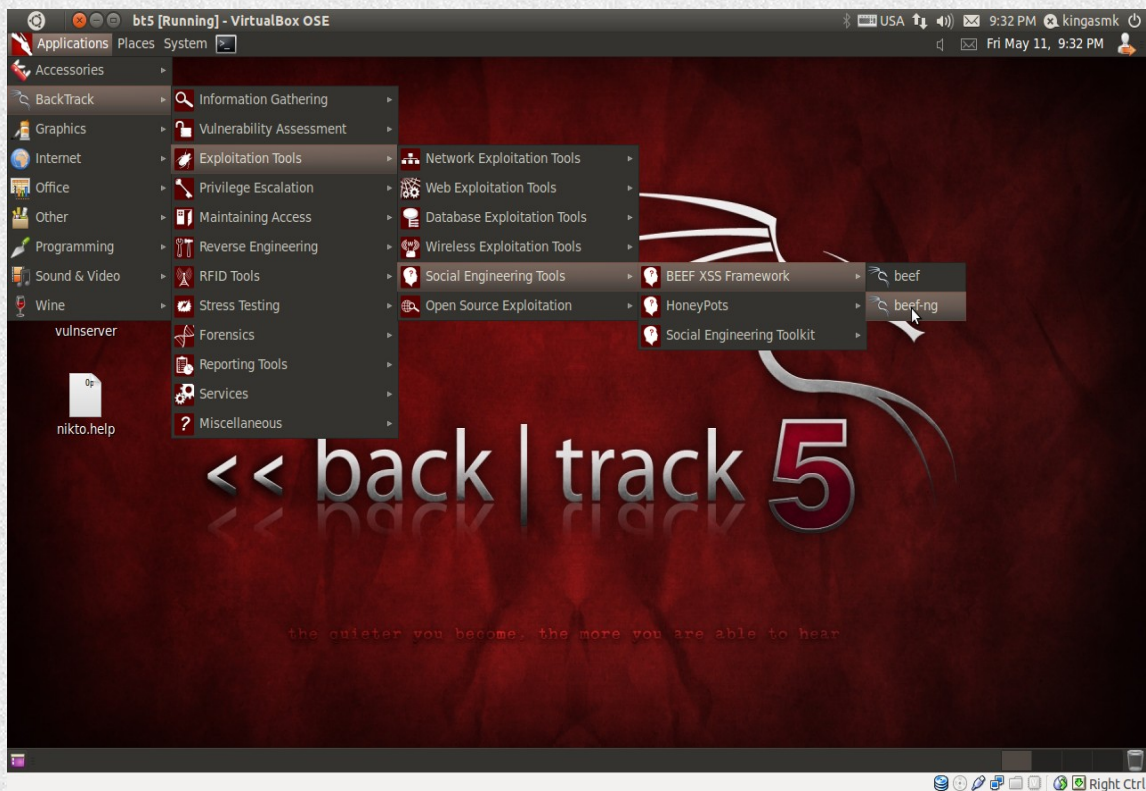 bt5 [Running] - VirtualBox OSE USA 9:32 PM kingasmk
Applications Places System Fri May 11, 9:32 PM
Accessories
BackTrack
Graphics
Internet
Office
Other
Programming
Sound & Video
Wine
Information Gathering
Vulnerability Assessment
Exploitation Tools
Privilege Escalation
Maintaining Access
Reverse Engineering
RFID Tools
Stress Testing
Forensics
Reporting Tools
Services
Miscellaneous
Network Exploitation Tools
Web Exploitation Tools
Database Exploitation Tools
Wireless Exploitation Tools
Social Engineering Tools
Open Source Exploitation
BEEF XSS Framework
HoneyPots
Social Engineering Toolkit
beef
beef-ng
vulnserver
nikto.help
<< back | track 5
the quieter you become, the more you are able to hear
Right Ctrl